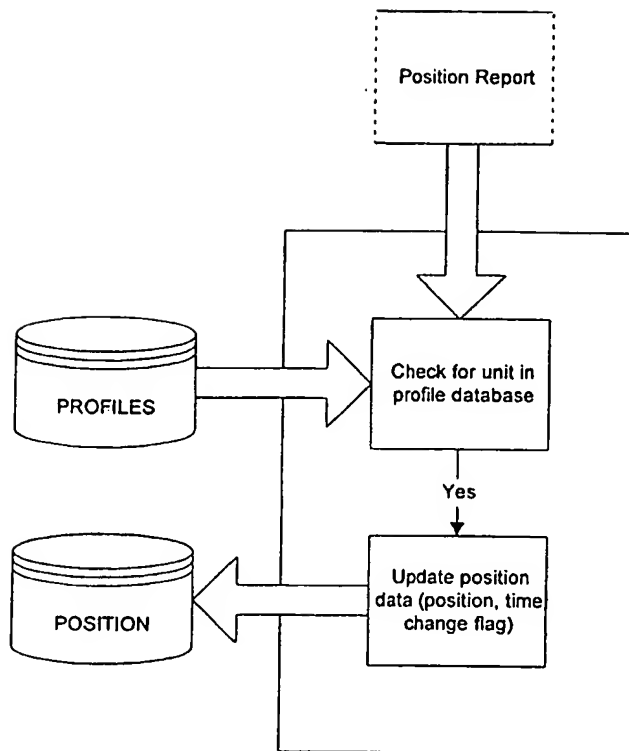 Position Report
PROFILES
Check for unit in
profile database
Yes
POSITION
Update position
data (position, time
change flag)